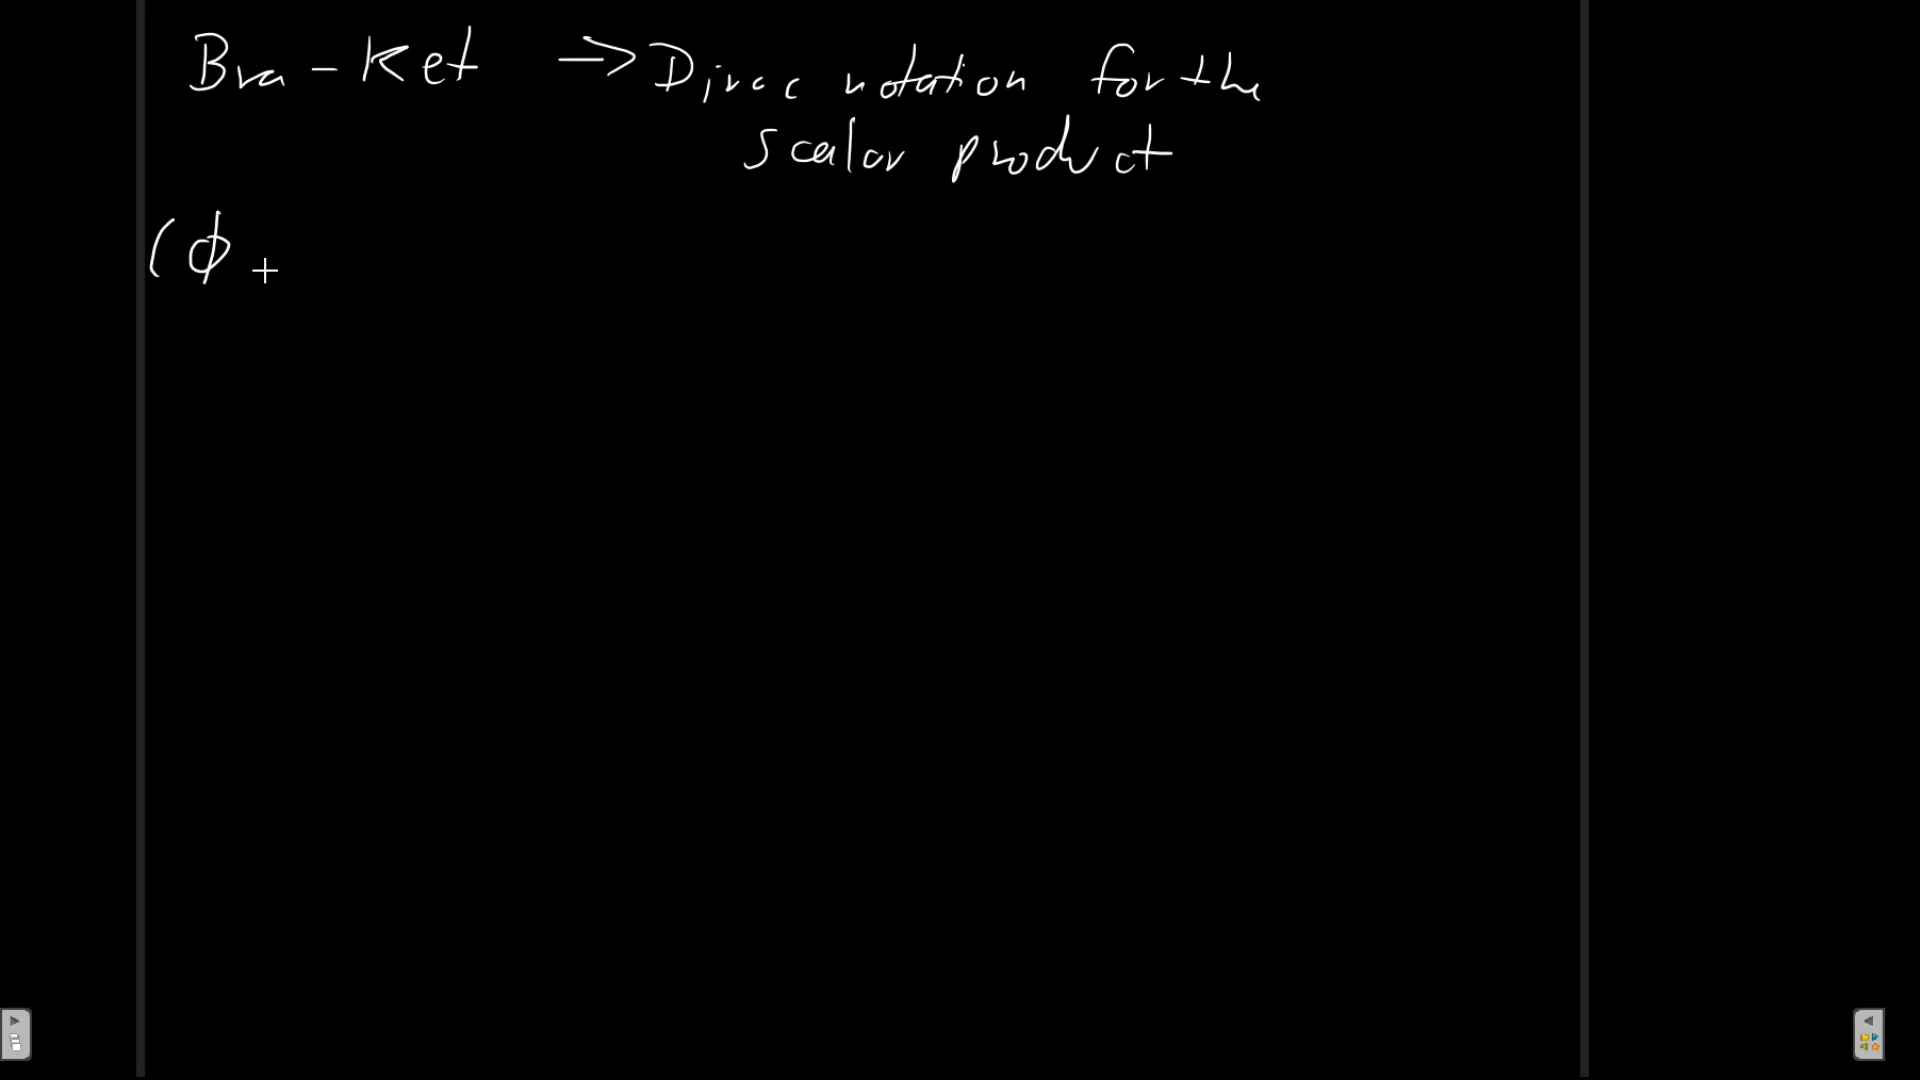 Bra - Ket → Dirac notation for the
scalar product
(ϕ